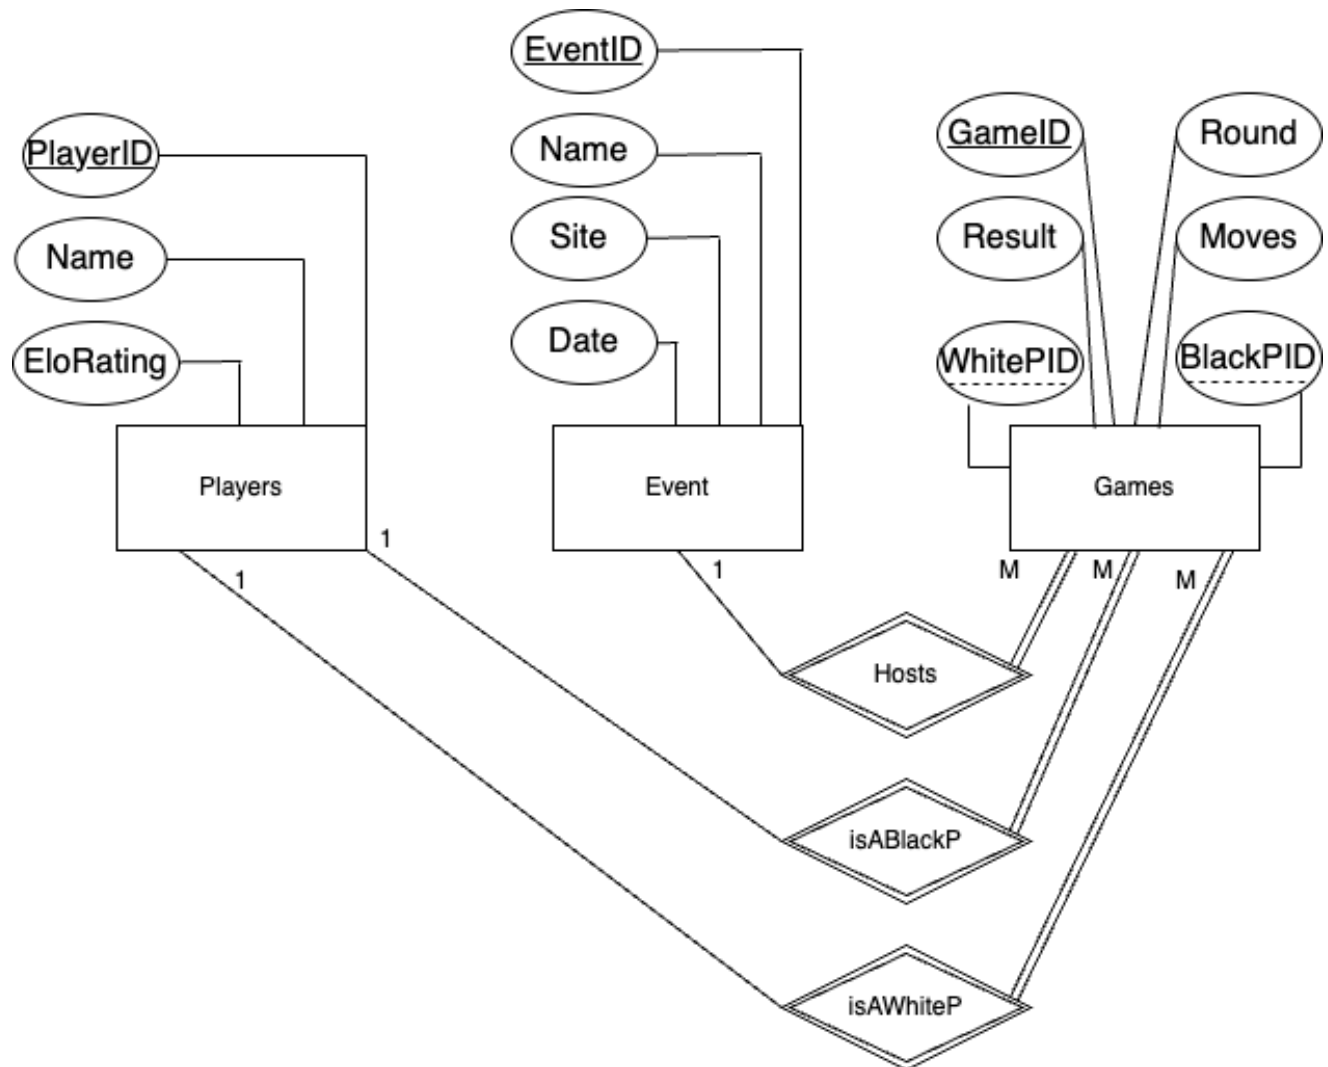 EventID
Name
Site
Date
PlayerID
Name
EloRating
GameID
Round
Result
Moves
WhitePID
BlackPID
Players
Event
Games
1
1
1
M
M
M
Hosts
isABlackP
isAWhiteP